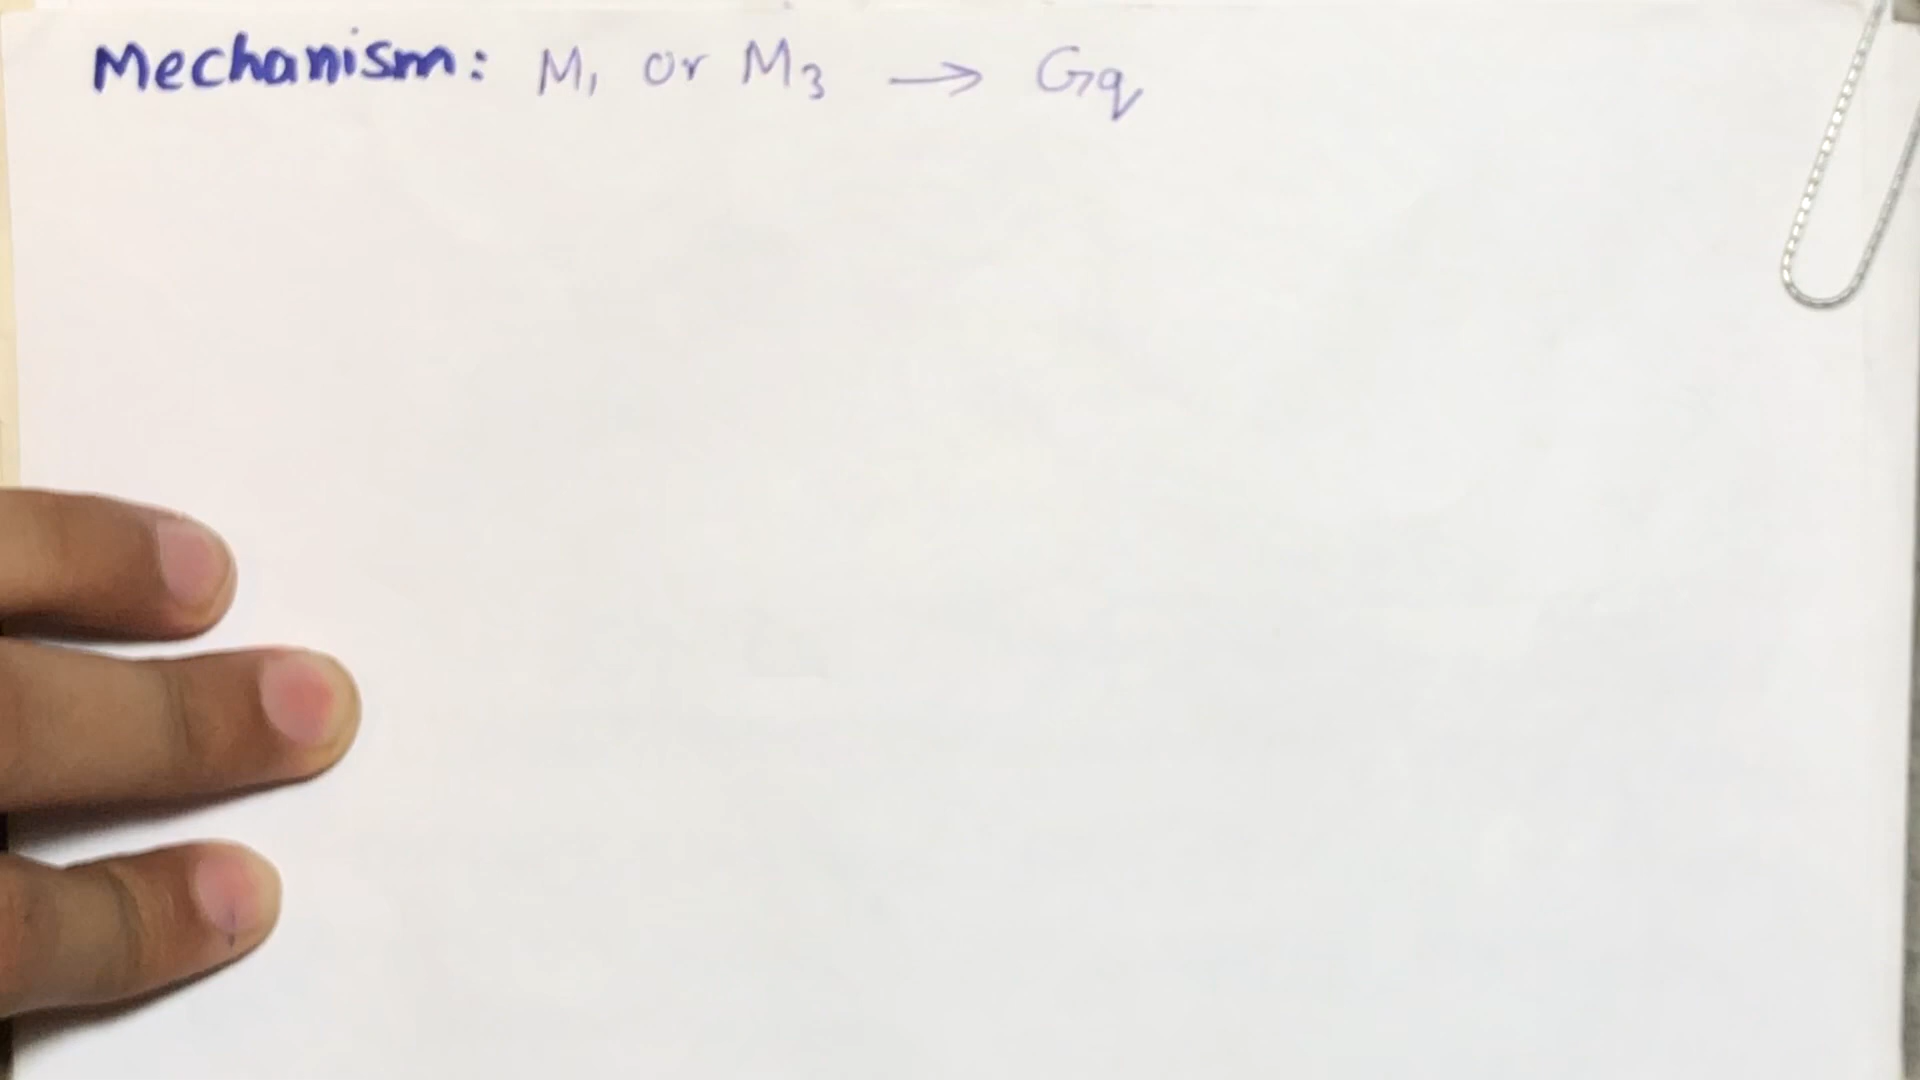 Mechanism: M1 or M3 → Gq